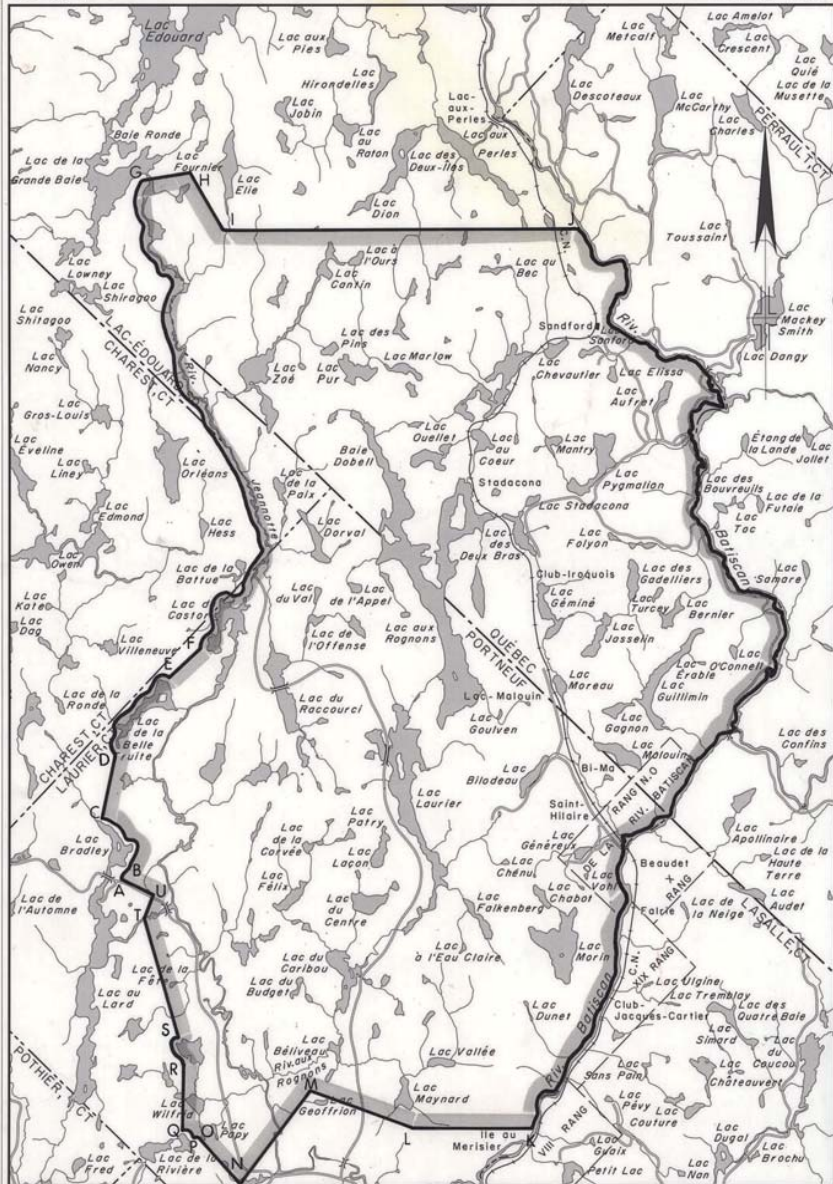 Lac
Edouard
Lac aux
Pies
Lac
Metcalf
Lac Amelot
Lac
Crescent
Lac
Quié
Lac de la
Musette
Lac
Hirondelles
Lac-
aux-
Perles
Lac
Descoteaux
Lac
McCarthy
Lac
Charles
PERRAULT, CT
Lac
Jobin
Baie Ronde
Lac
au
Raton
Lac des
Deux-Îles
Lac aux
Perles
Lac de la
Grande Baie
Lac
Fournier
G
H
Lac
Elie
Lac
Dion
I
C.N.
Lac
Toussaint
Lac à
l'Ours
Lac
Lowney
Lac
Shiragoo
Lac
Cantin
Lac au
Bec
Lac
Shitagoo
LAC-ÉDOUARD
CHAREST, CT
Riv.
Lac des
Pins
Sandford
Lac
Sanford
Riv.
Lac
Mackey
Smith
Lac
Nancy
Lac
Zoé
Lac
Pur
Lac Marlow
Lac
Chevautier
Lac Elissa
Lac Dangy
Lac
Aufret
Lac
Gros-Louis
Lac
Éveline
Lac
Liney
Lac
Orléans
Baie
Dobell
Lac
Ouellet
Lac
au
Coeur
Lac
Mantry
Étang de
la Lande
Lac
Jollet
Jeannotte
Lac
de la
Paix
Stadacona
Lac
Pygmalion
Lac des
Bouvreuils
Lac
Edmond
Lac
Hess
Lac
Dorval
Lac Stadacona
Lac de la
Futaie
Lac
Toc
Lac
Owen
Lac
des
Deux Bras
Lac
Folyon
Batiscan
Lac de la
Battue
Club-Iroquois
Lac
des
Gadelliers
Lac
Samare
Lac
Kate
Lac
Dag
Lac du
Castor
Lac
du Val
Lac
de l'Appel
QUÉBEC
PORTNEUF
Lac
Géminé
Lac
Turcey
Lac
Bernier
F
Lac
Villeneuve
E
Lac de
l'Offense
Lac aux
Rognons
Lac
Josselin
Lac
O'Connell
Lac
Érable
Lac de la
Ronde
Lac du
Raccourci
Lac-Malouin
Lac
Moreau
Lac
Guillimin
CHAREST, CT
LAURIER, CT
Lac
de la
Belle
Truite
D
Lac
Goulven
Lac
Gagnon
Lac des
Confins
Lac
Malouin
Lac
Bilodeau
Bi-Ma
RANG N.O
DE LA RIV. BATISCAN
C
Lac
Laurier
Saint-
Hilaire
Lac
Bradley
Lac
de la
Corvée
Lac
Patry
Lac
Laçon
Lac
Généreux
Lac
Chénu
Lac
Apollinaire
Lac de la
Haute
Terre
B
A
U
Beaudet
X RANG
Lac
Vahl
Lac de
l'Automne
T
Lac
Félix
Lac
du
Centre
Lac
Falkenberg
Lac
Chabot
Fairie
Lac de
la Neige
Lac
Audet
LASALLE, CT
Lac de la
Fête
Lac du
Caribou
Lac
à l'Eau Claire
Lac
Morin
C.N.
XIX RANG
Lac au
Lard
Lac du
Budget
Batiscan
Lac Ulgine
Lac Tremblay
Lac
Dunet
Club-
Jacques-Cartier
Lac des
Quatre Baie
S
Lac
Simard
Lac
du
Coucou
R
Lac
Béliveau
Riv. aux
Rognons
Lac Vallée
Riv.
Lac
Sans Pain
Lac
Châteauvert
POTHIER, CT
M
Lac
Geoffrion
Lac
Maynard
Lac
Pévy
Lac
Couture
Lac
Wilfrid
Q
O
P
Lac
Papy
L
Ile au
Merisier
K
VIII RANG
Lac
Guaix
Lac
Dugal
Lac
Brochu
Lac
Fred
Lac de la
Rivière
N
Petit Lac
Lac
Nan